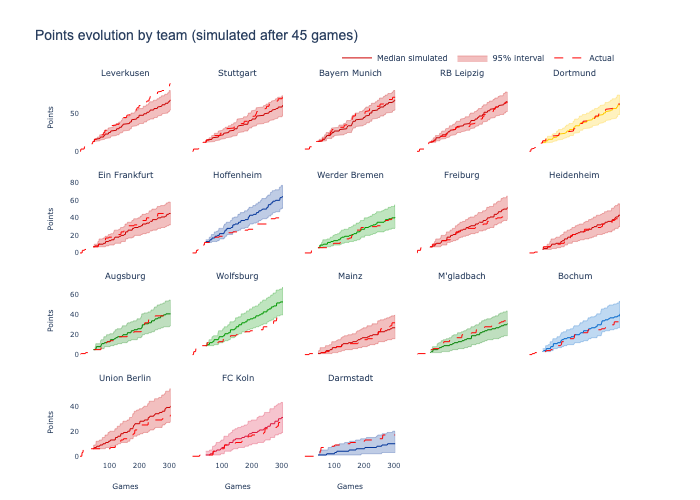 Points evolution by team (simulated after 45 games)
Median simulated 95% interval Actual
Leverkusen Stuttgart Bayern Munich RB Leipzig Dortmund
Points
50
0
Ein Frankfurt Hoffenheim Werder Bremen Freiburg Heidenheim
Points
80
60
40
20
0
Augsburg Wolfsburg Mainz M'gladbach Bochum
Points
60
40
20
0
Union Berlin FC Koln Darmstadt
Points
40
20
0
100 200 300 100 200 300 100 200 300
Games Games Games